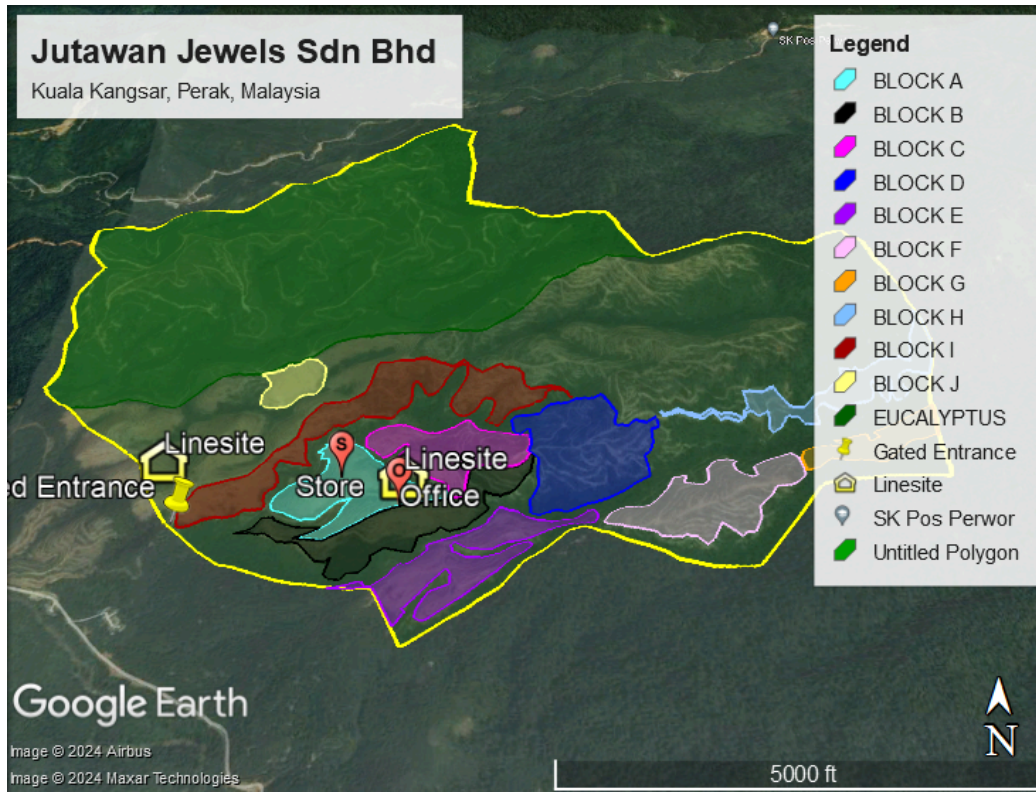 Jutawan Jewels Sdn Bhd
Kuala Kangsar, Perak, Malaysia
SK Pos
Legend
BLOCK A
BLOCK B
BLOCK C
BLOCK D
BLOCK E
BLOCK F
BLOCK G
BLOCK H
BLOCK I
BLOCK J
EUCALYPTUS
Gated Entrance
Linesite
SK Pos Perwor
Untitled Polygon
Linesite
ed Entrance
S
Store
Linesite
O
Office
Google Earth
Image © 2024 Airbus
Image © 2024 Maxar Technologies
N
5000 ft